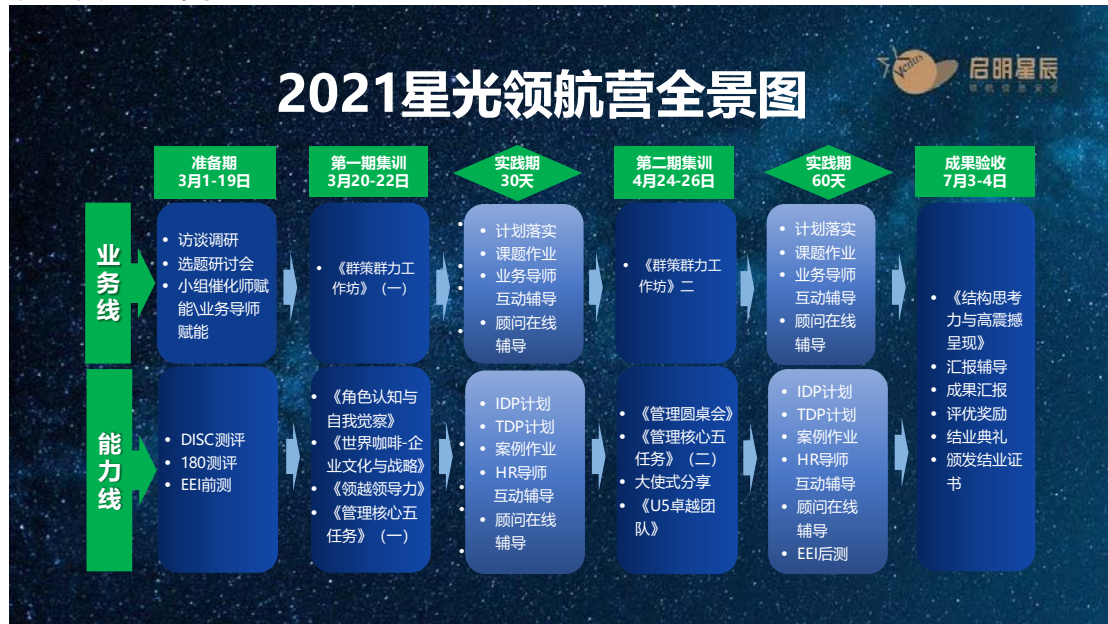 2021星光领航营全景图
Venus
启明星辰
领航信息安全
准备期
3月1-19日
第一期集训
3月20-22日
实践期
30天
第二期集训
4月24-26日
实践期
60天
成果验收
7月3-4日
业务线
• 访谈调研
• 选题研讨会
• 小组催化师赋
能\业务导师
赋能
• 《群策群力工
作坊》（一）
• 计划落实
• 课题作业
• 业务导师
互动辅导
• 顾问在线
辅导
• 《群策群力工
作坊》二
• 计划落实
• 课题作业
• 业务导师
互动辅导
• 顾问在线
辅导
能力线
• DISC测评
• 180测评
• EEI前测
• 《角色认知与
自我觉察》
• 《世界咖啡-企
业文化与战略》
• 《领越领导力》
• 《管理核心五
任务》（一）
• IDP计划
• TDP计划
• 案例作业
• HR导师
互动辅导
• 顾问在线
辅导
• 《管理圆桌会》
• 《管理核心五
任务》（二）
• 大使式分享
• 《U5卓越团
队》
• IDP计划
• TDP计划
• 案例作业
• HR导师
互动辅导
• 顾问在线
辅导
• EEI后测
• 《结构思考
力与高震撼
呈现》
• 汇报辅导
• 成果汇报
• 评优奖励
• 结业典礼
• 颁发结业证
书